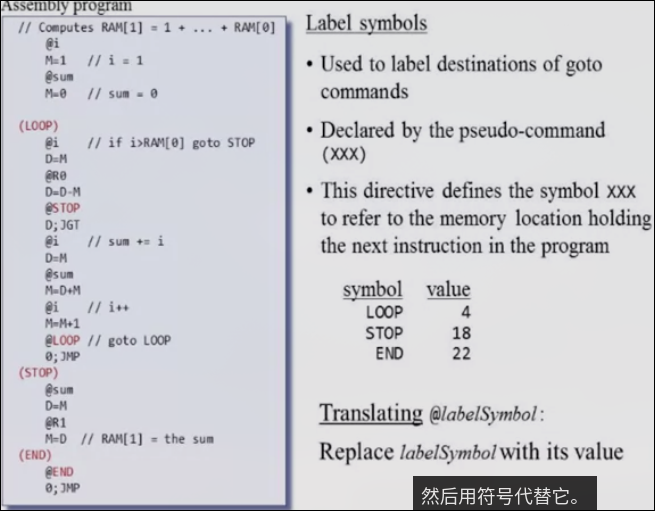 Assembly program
// Computes RAM[1] = 1 + ... + RAM[0]
@i
M=1 // i = 1
@sum
M=0 // sum = 0
(LOOP)
@i // if i>RAM[0] goto STOP
D=M
@R0
D=D-M
@STOP
D;JGT
@i // sum += i
D=M
@sum
M=D+M
@i // i++
M=M+1
@LOOP // goto LOOP
0;JMP
(STOP)
@sum
D=M
@R1
M=D // RAM[1] = the sum
(END)
@END
0;JMP
Label symbols
• Used to label destinations of goto
commands
• Declared by the pseudo-command
(XXX)
• This directive defines the symbol XXX
to refer to the memory location holding
the next instruction in the program
symbol value
LOOP 4
STOP 18
END 22
Translating @labelSymbol:
Replace labelSymbol with its value
然后用符号代替它。